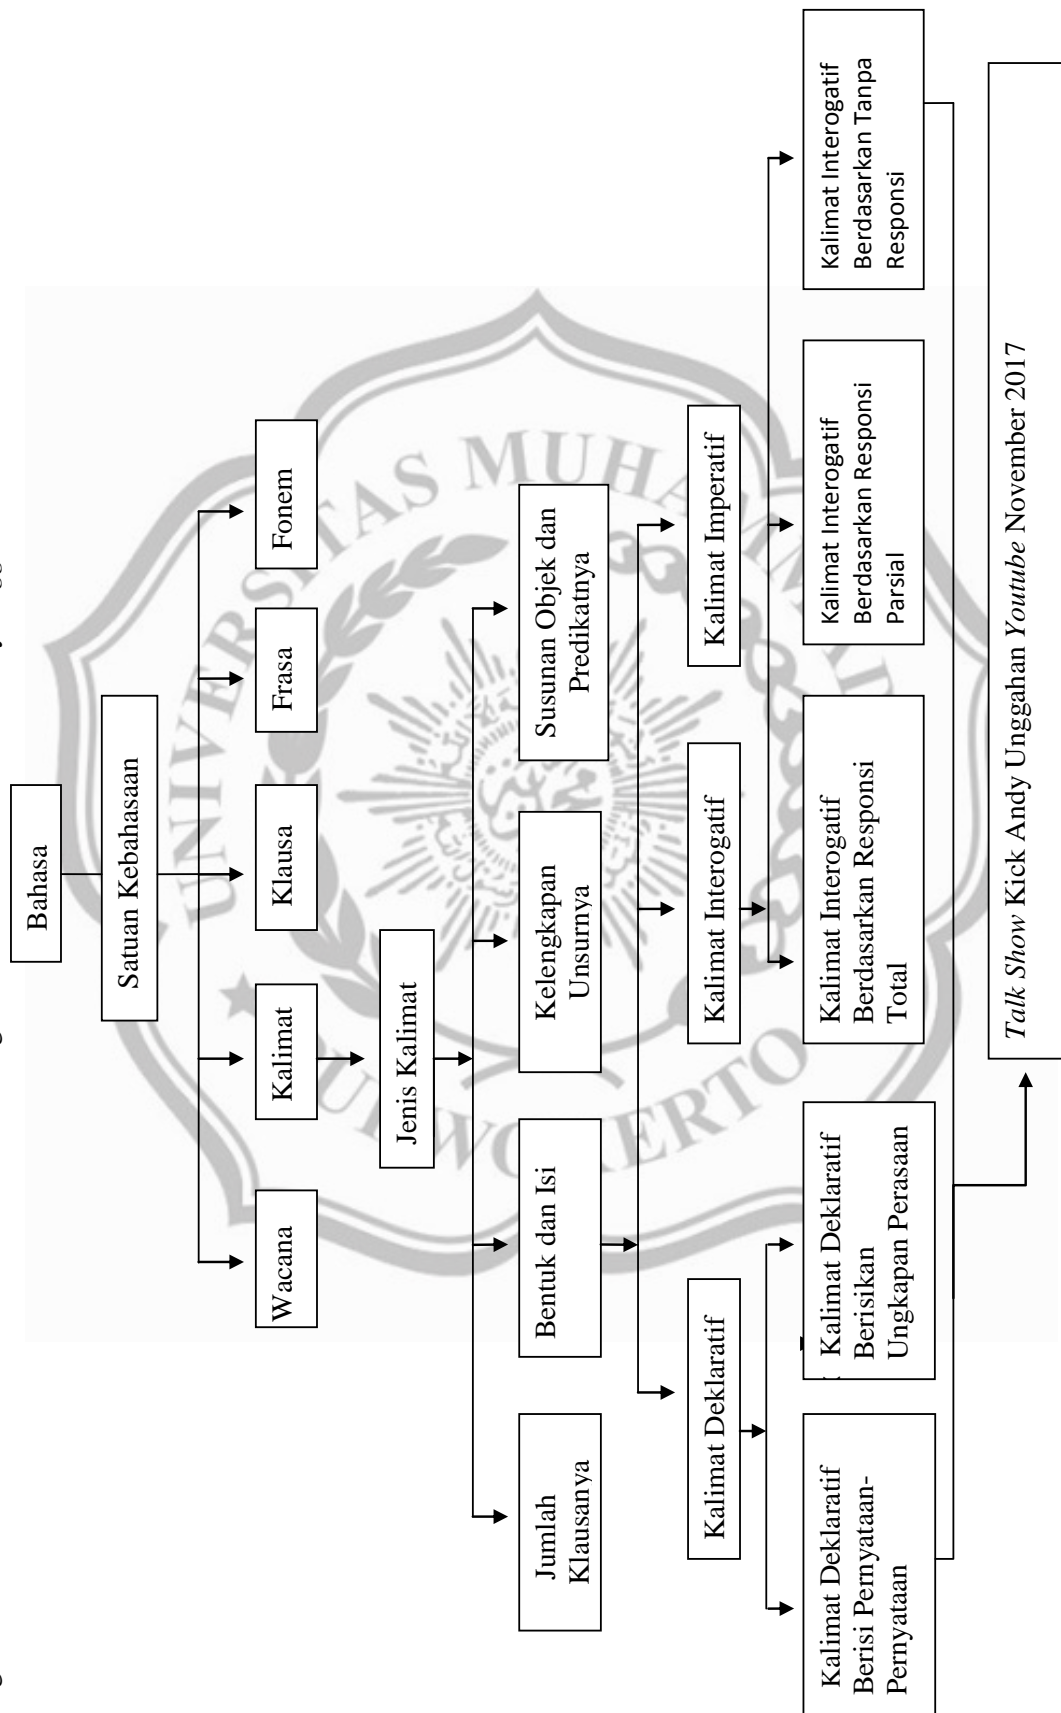 Bahasa
Satuan Kebahasaan
Wacana
Kalimat
Klausa
Frasa
Fonem
Jenis Kalimat
Jumlah
Klausanya
Bentuk dan Isi
Kelengkapan
Unsurnya
Susunan Objek dan
Predikatnya
Kalimat Deklaratif
Kalimat Interogatif
Kalimat Imperatif
Kalimat Deklaratif
Berisi Pernyataan-
Pernyataan
Kalimat Deklaratif
Berisikan
Ungkapan Perasaan
Kalimat Interogatif
Berdasarkan Responsi
Total
Kalimat Interogatif
Berdasarkan Responsi
Parsial
Kalimat Interogatif
Berdasarkan Tanpa
Responsi
Talk Show Kick Andy Unggahan Youtube November 2017
UNIVERSITAS MUHAMMAD
PURWOKERTO